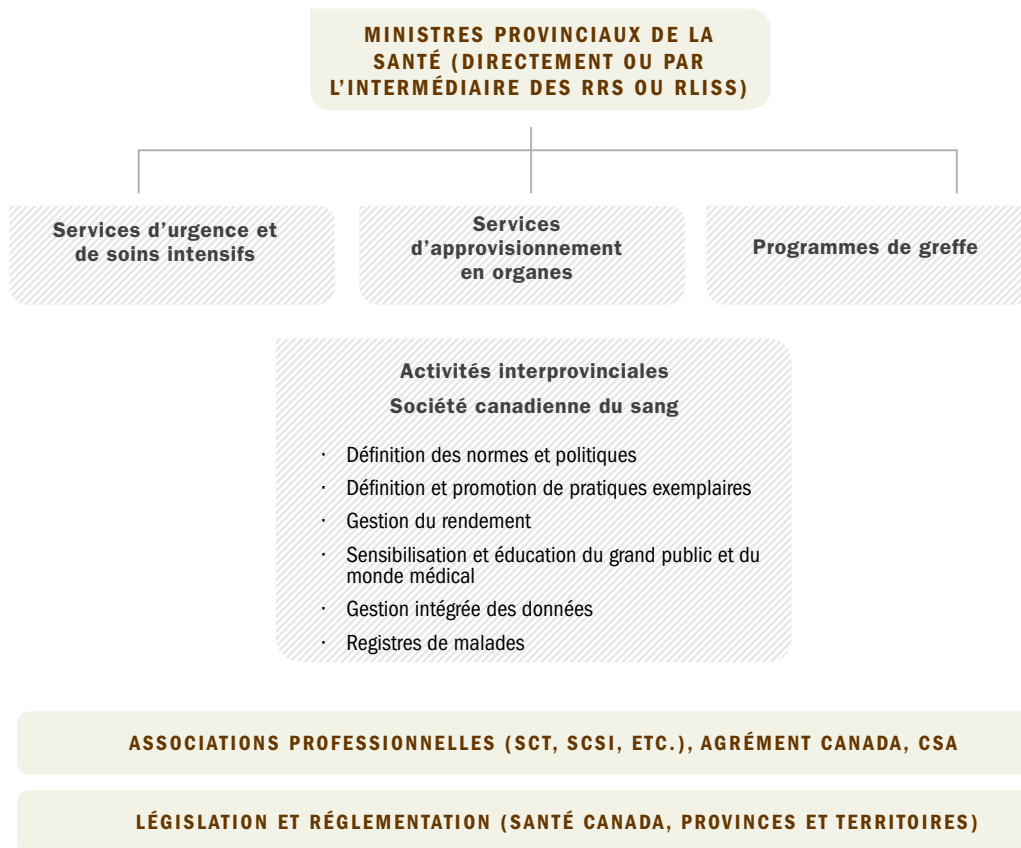 MINISTRES PROVINCIAUX DE LA
SANTÉ (DIRECTEMENT OU PAR
L'INTERMÉDIAIRE DES RRS OU RLISS)
Services d'urgence et
de soins intensifs
Services
d'approvisionnement
en organes
Programmes de greffe
Activités interprovinciales
Société canadienne du sang
· Définition des normes et politiques
· Définition et promotion de pratiques exemplaires
· Gestion du rendement
· Sensibilisation et éducation du grand public et du
monde médical
· Gestion intégrée des données
· Registres de malades
ASSOCIATIONS PROFESSIONNELLES (SCT, SCSI, ETC.), AGRÉMENT CANADA, CSA
LÉGISLATION ET RÉGLEMENTATION (SANTÉ CANADA, PROVINCES ET TERRITOIRES)